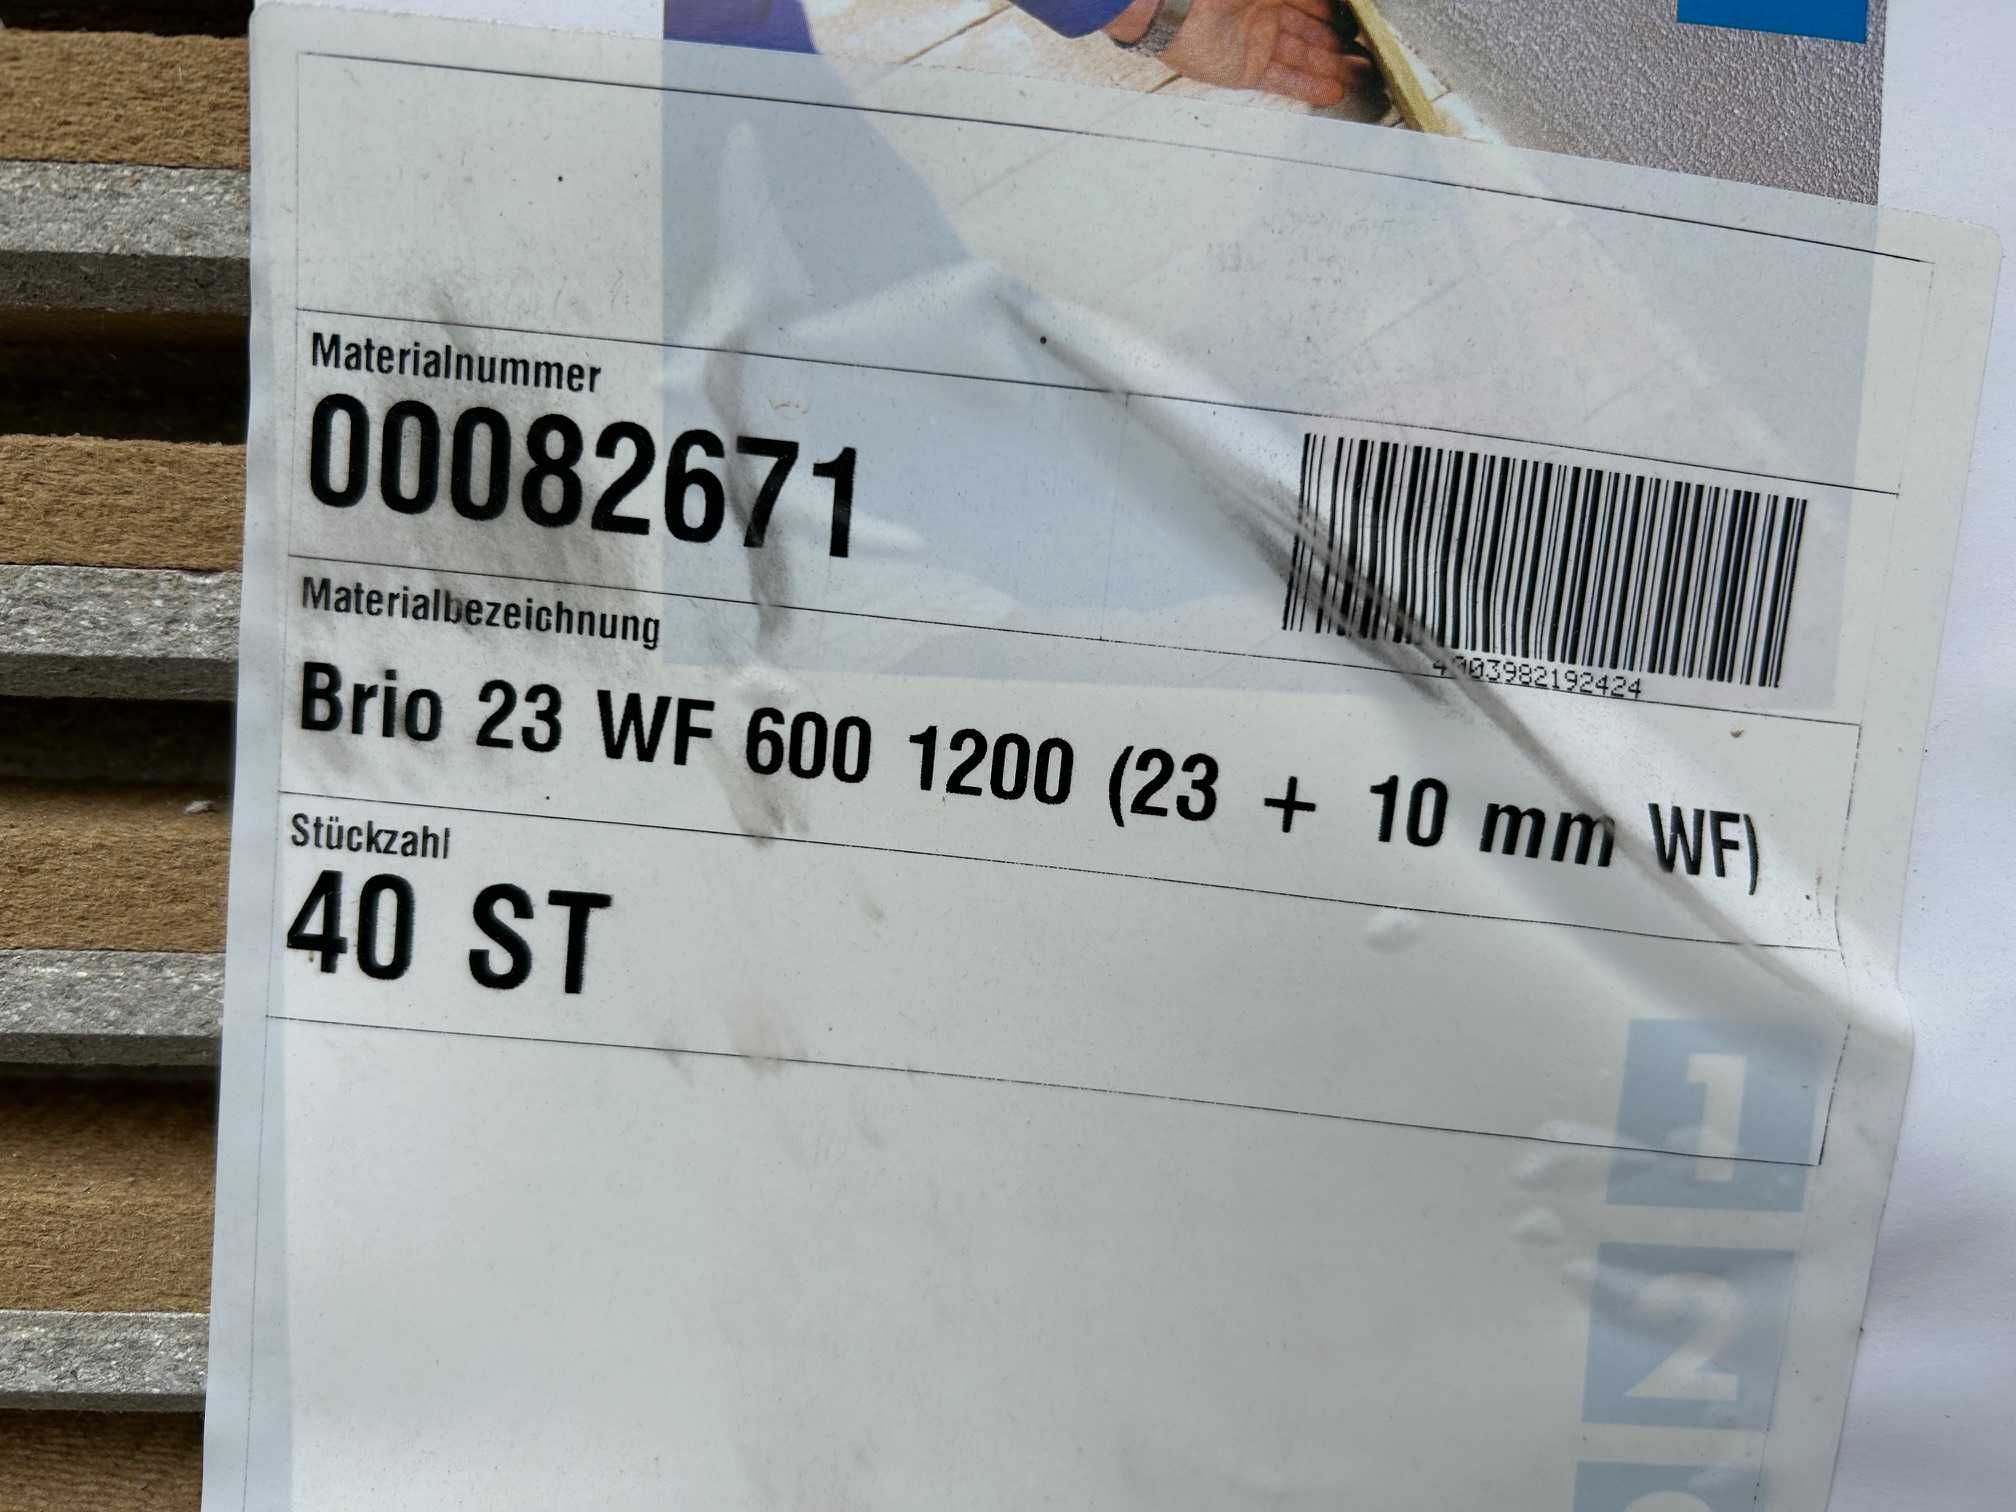 Materialnummer
00082671
4003982192424
Materialbezeichnung
Brio 23 WF 600 1200 (23 + 10 mm WF)
Stückzahl
40 ST
1
2